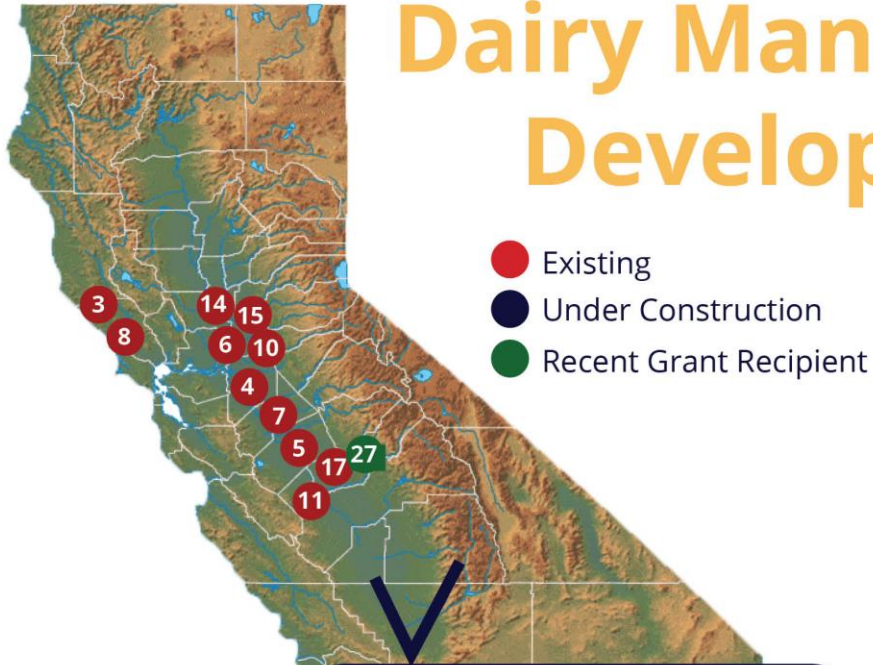 Dairy Man
Develop
Existing
Under Construction
Recent Grant Recipient
3
14
15
8
6
10
4
7
5
27
17
11